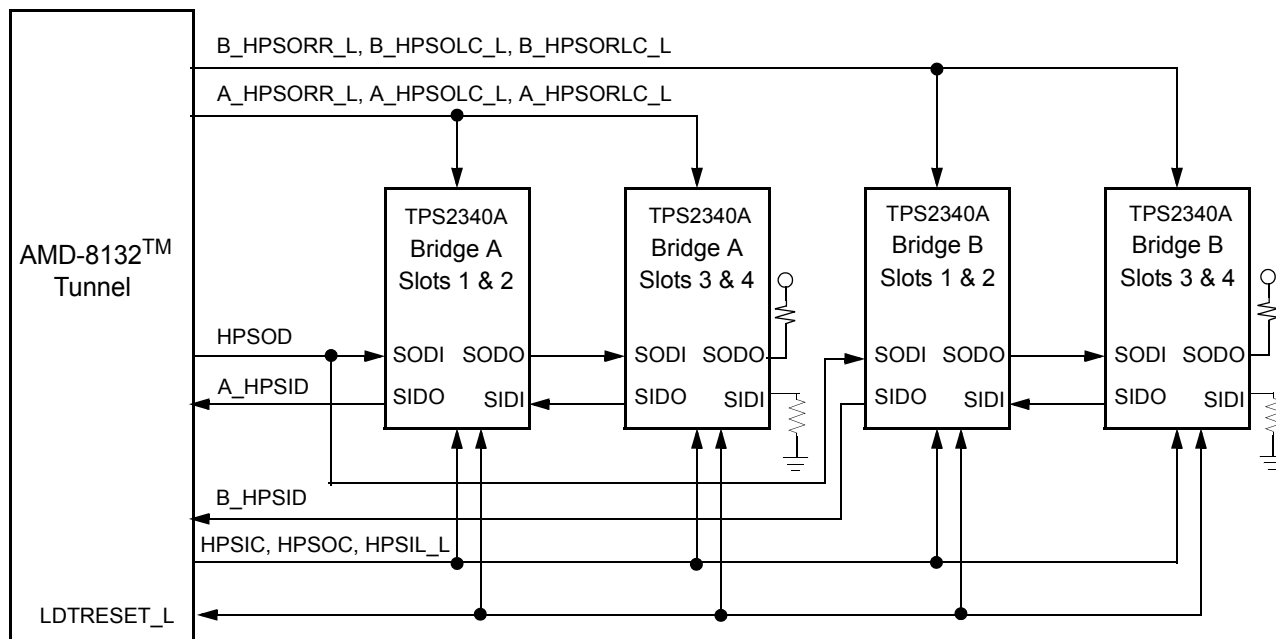 B_HPSORR_L, B_HPSOLC_L, B_HPSORLC_L
A_HPSORR_L, A_HPSOLC_L, A_HPSORLC_L
AMD-8132TM
Tunnel
TPS2340A
Bridge A
Slots 1 & 2
SODI SODO
SIDO SIDI
TPS2340A
Bridge A
Slots 3 & 4
SODI SODO
SIDO SIDI
TPS2340A
Bridge B
Slots 1 & 2
SODI SODO
SIDO SIDI
TPS2340A
Bridge B
Slots 3 & 4
SODI SODO
SIDO SIDI
HPSOD
A_HPSID
B_HPSID
HPSIC, HPSOC, HPSIL_L
LDTRESET_L